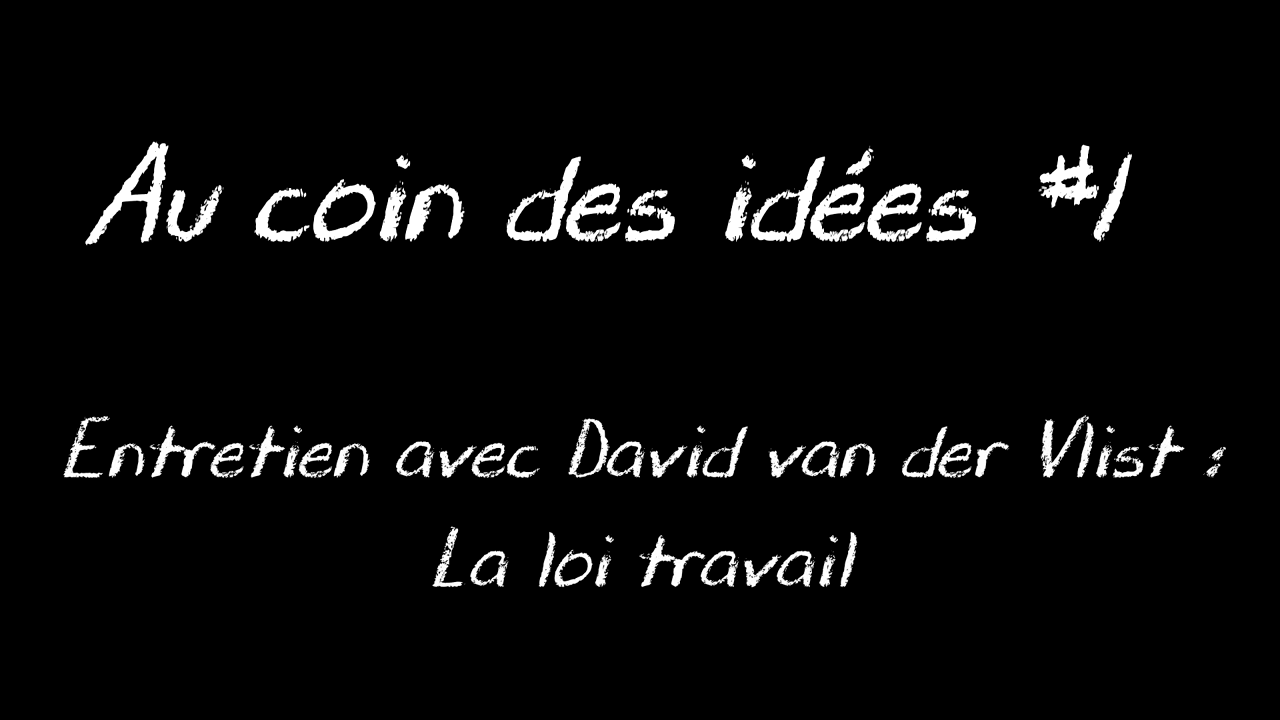 Au coin des idées #1
Entretien avec David van der Vlist :
La loi travail